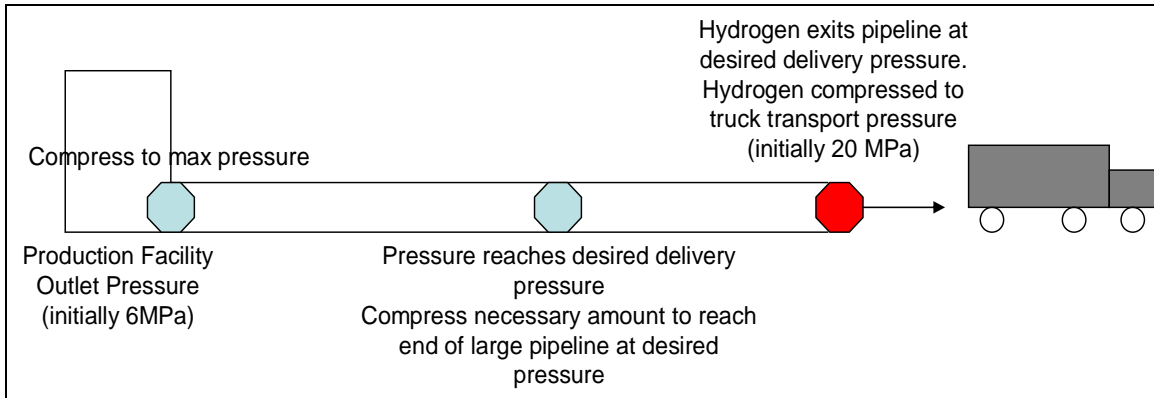 Compress to max pressure
Production Facility
Outlet Pressure
(initially 6MPa)
Pressure reaches desired delivery
pressure
Compress necessary amount to reach
end of large pipeline at desired
pressure
Hydrogen exits pipeline at
desired delivery pressure.
Hydrogen compressed to
truck transport pressure
(initially 20 MPa)